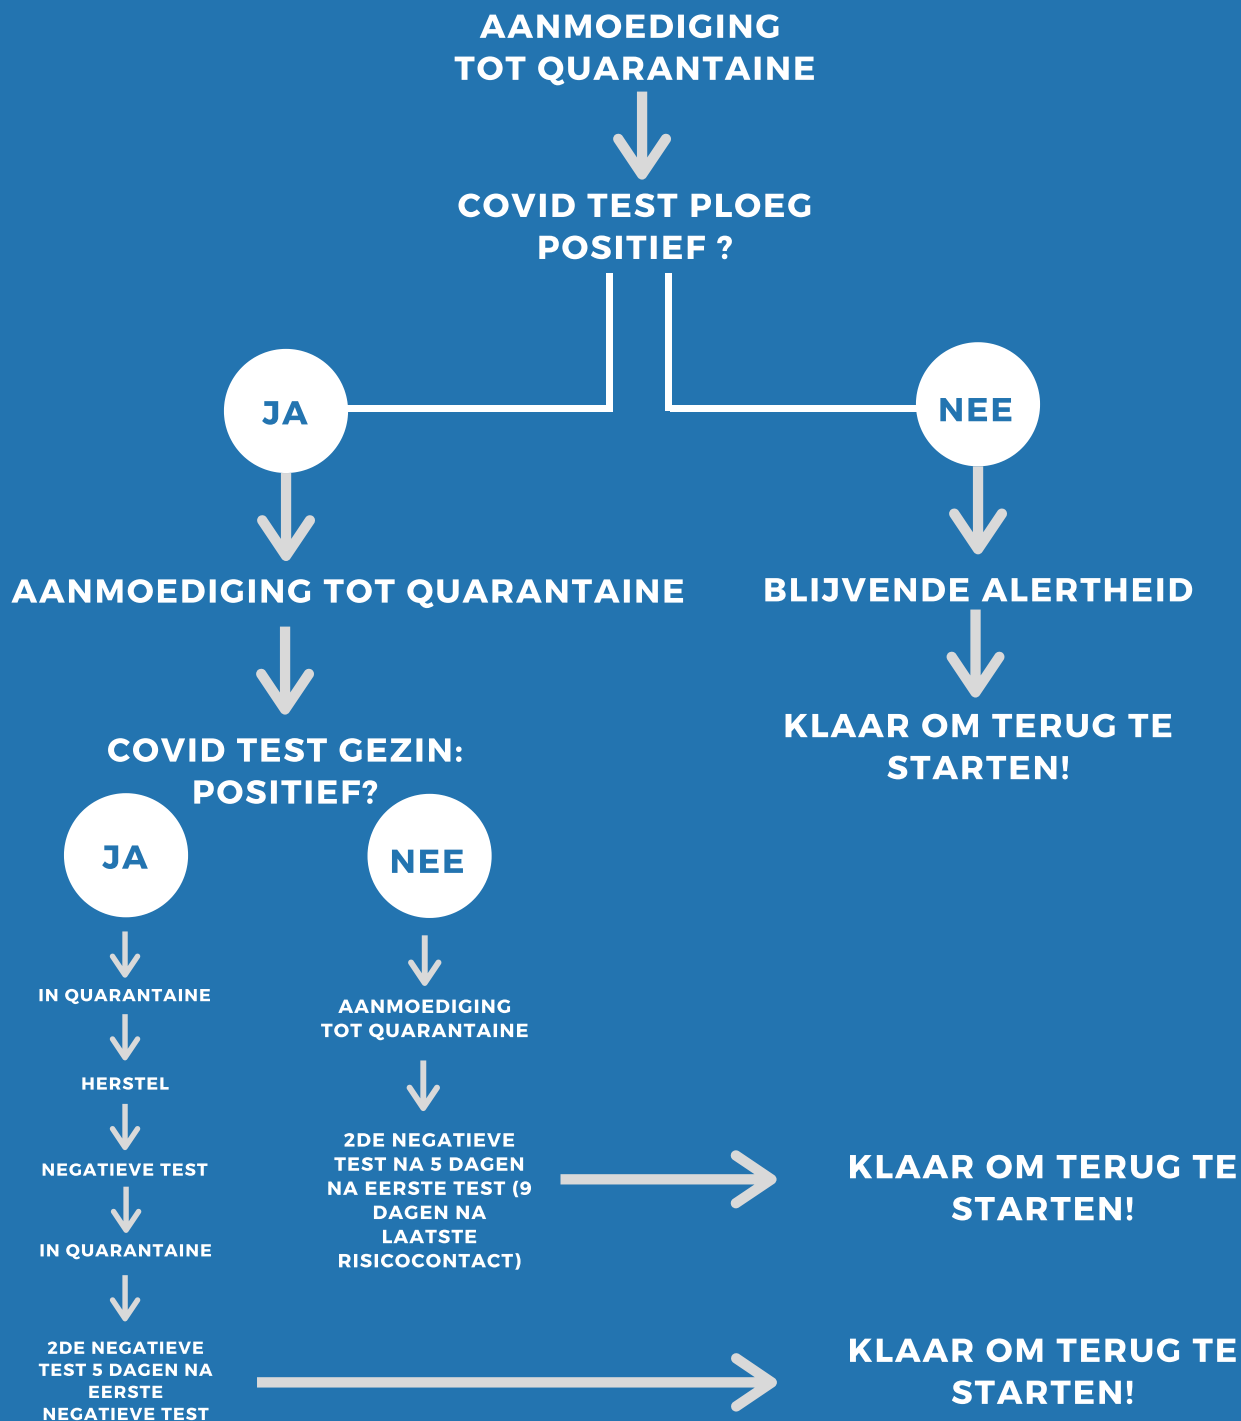 AANMOEDIGING
TOT QUARANTAINE
COVID TEST PLOEG
POSITIEF ?
JA
NEE
AANMOEDIGING TOT QUARANTAINE
BLIJVENDE ALERTHEID
KLAAR OM TERUG TE
STARTEN!
COVID TEST GEZIN:
POSITIEF?
JA
NEE
IN QUARANTAINE
HERSTEL
NEGATIEVE TEST
IN QUARANTAINE
2DE NEGATIEVE
TEST 5 DAGEN NA
EERSTE
NEGATIEVE TEST
AANMOEDIGING
TOT QUARANTAINE
2DE NEGATIEVE
TEST NA 5 DAGEN
NA EERSTE TEST (9
DAGEN NA
LAATSTE
RISICOCONTACT)
KLAAR OM TERUG TE
STARTEN!
KLAAR OM TERUG TE
STARTEN!